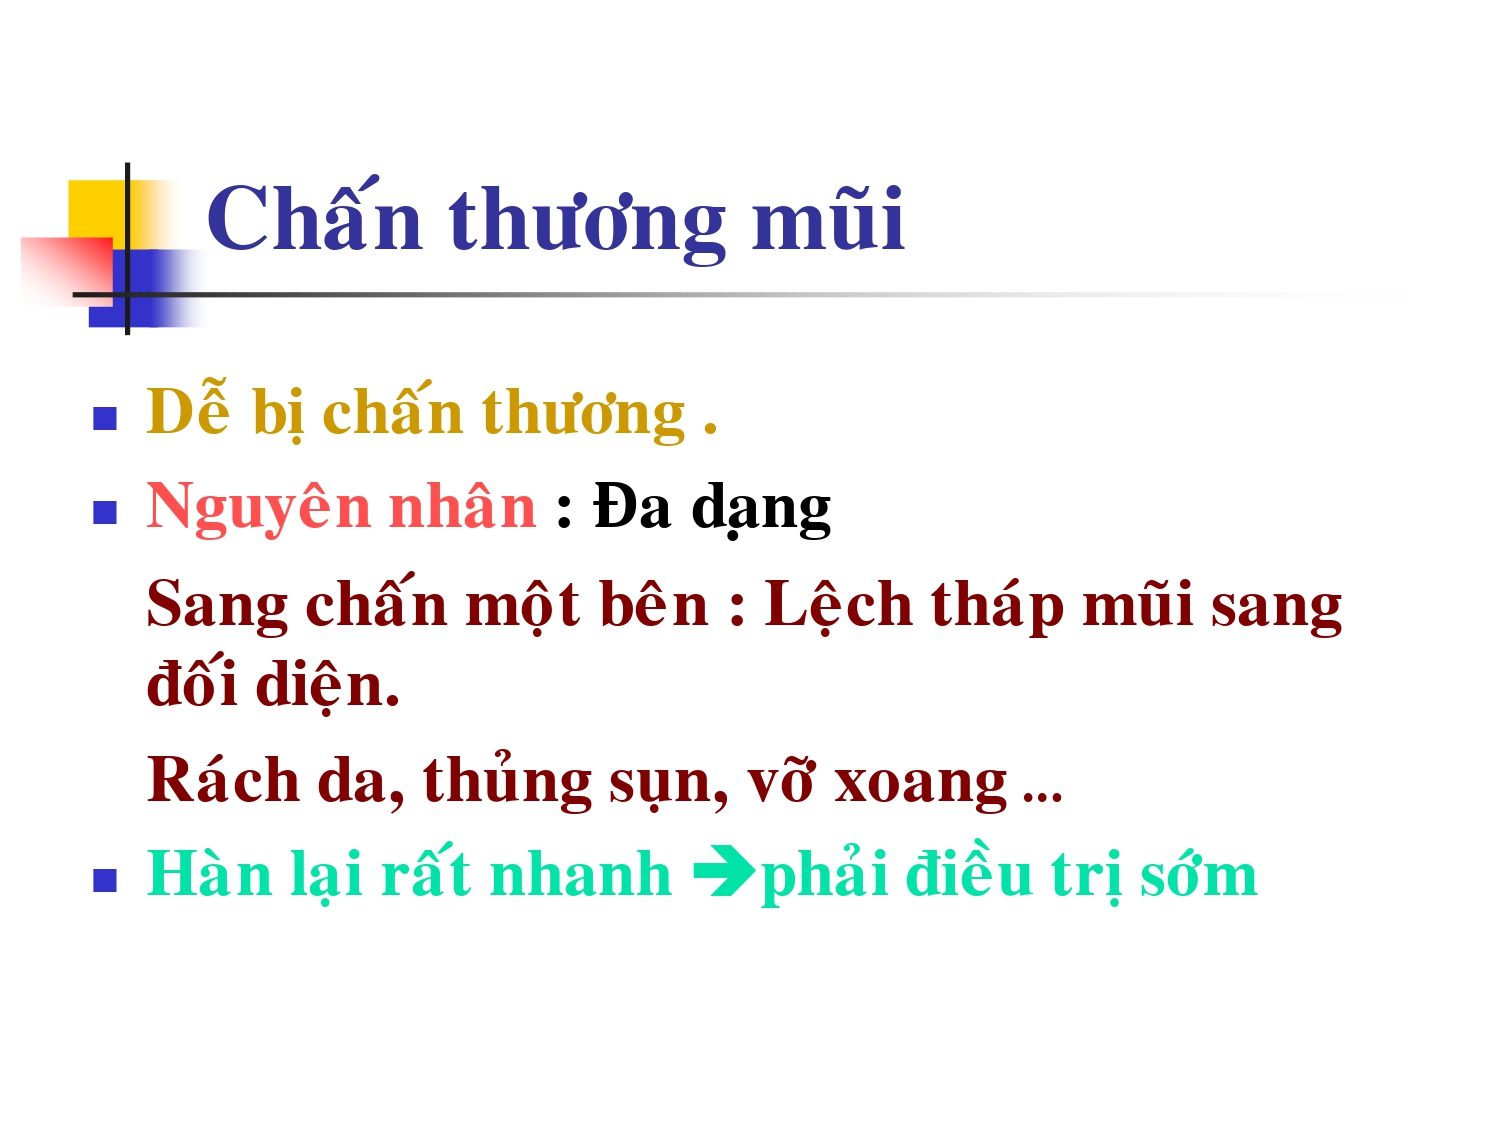 Chấn thương mũi
Dễ bị chấn thương .
Nguyên nhân : Đa dạng
Sang chấn một bên : Lệch tháp mũi sang
đối diện.
Rách da, thủng sụn, vỡ xoang ...
Hàn lại rất nhanh ➔phải điều trị sớm